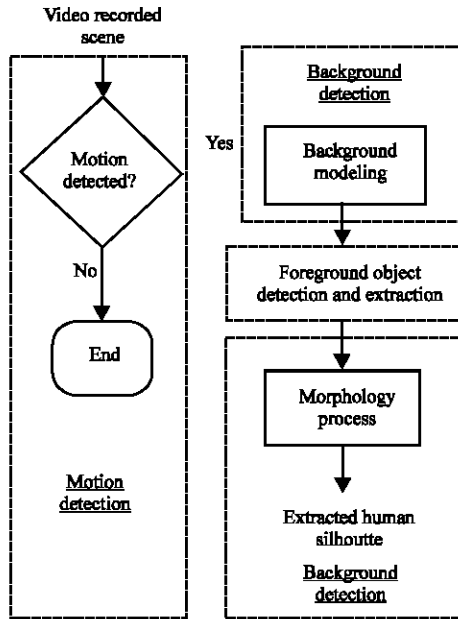 Video recorded
scene
Motion
detected?
No
End
Motion
detection
Yes
Background
detection
Background
modeling
Foreground object
detection and extraction
Morphology
process
Extracted human
silhoutte
Background
detection